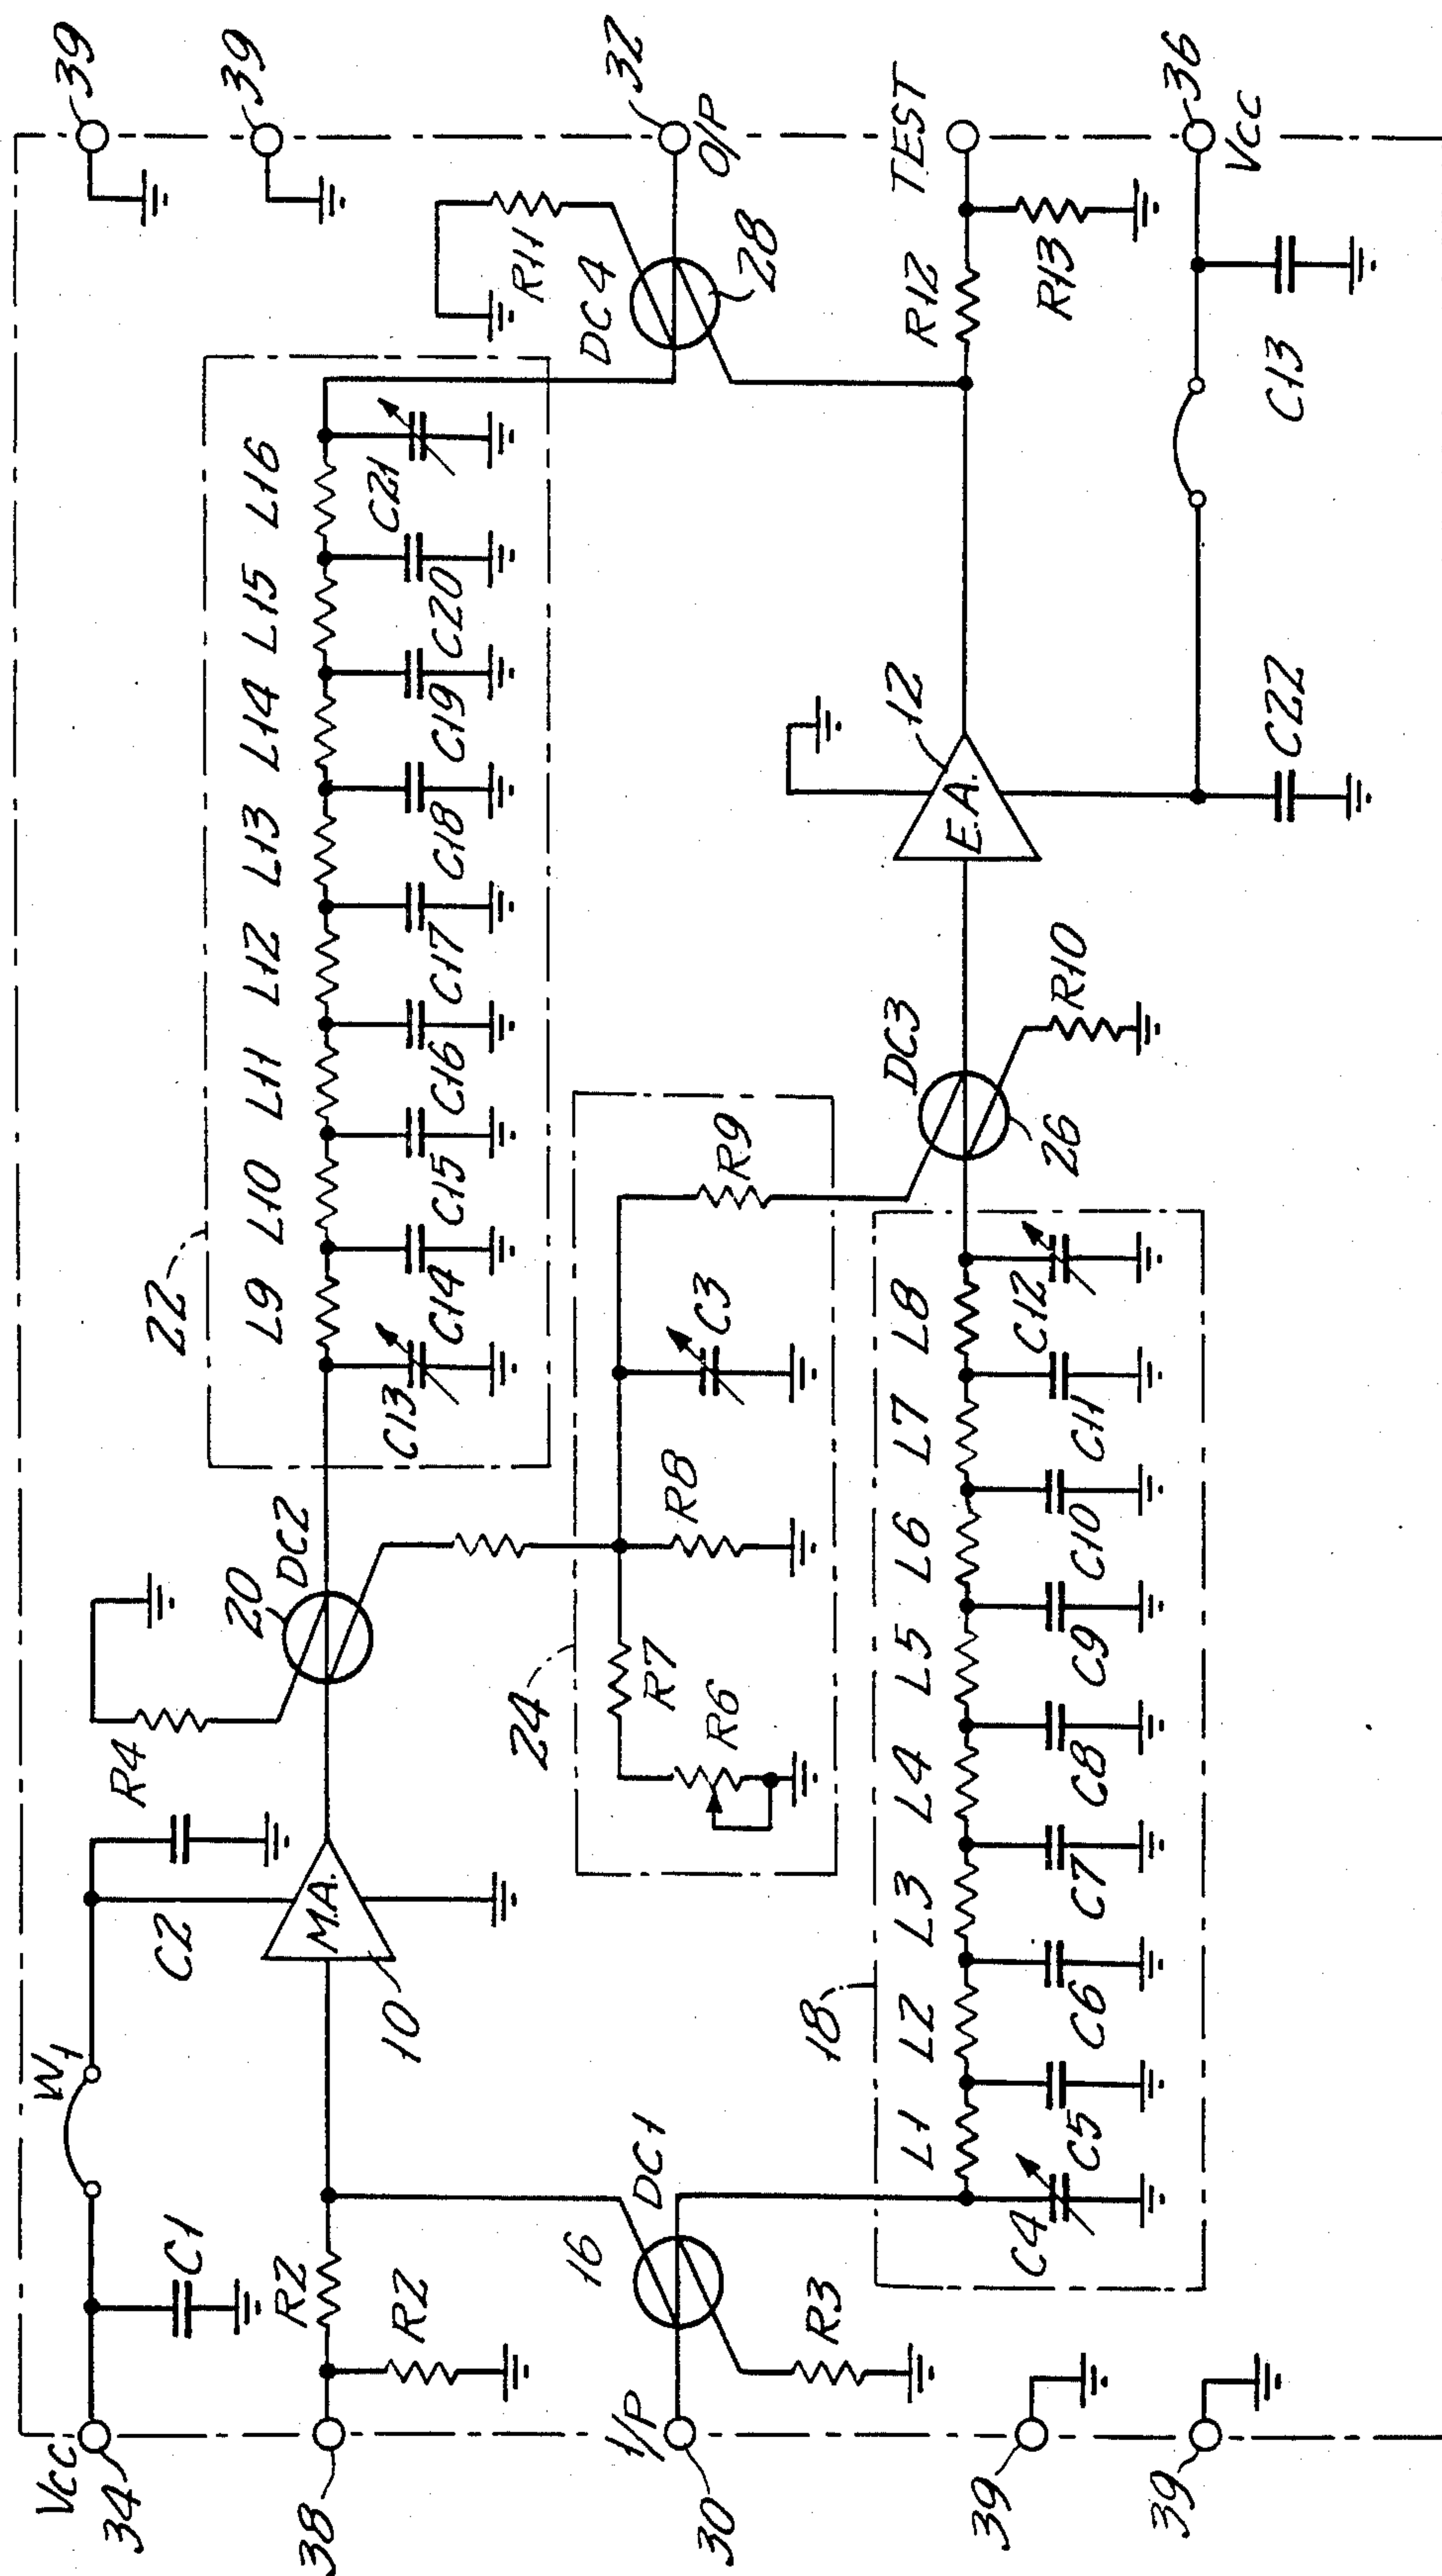 39
39
32
O/P
TEST
36
Vcc
R11
DC4
28
R12
R13
C13
22
L9 L10 L11 L12 L13 L14 L15 L16
C13
C14
C15
C16
C17
C18
C19
C20
C21
12
E.A.
C22
DC3
26
R10
20
DC2
R4
24
R9
C3
R8
R7
R6
M.A.
10
C2
W1
C1
Vcc
34
R2
R2
38
DC1
16
R3
I/P
30
39
39
18
L1 L2 L3 L4 L5 L6 L7 L8
C4
C5
C6
C7
C8
C9
C10
C11
C12